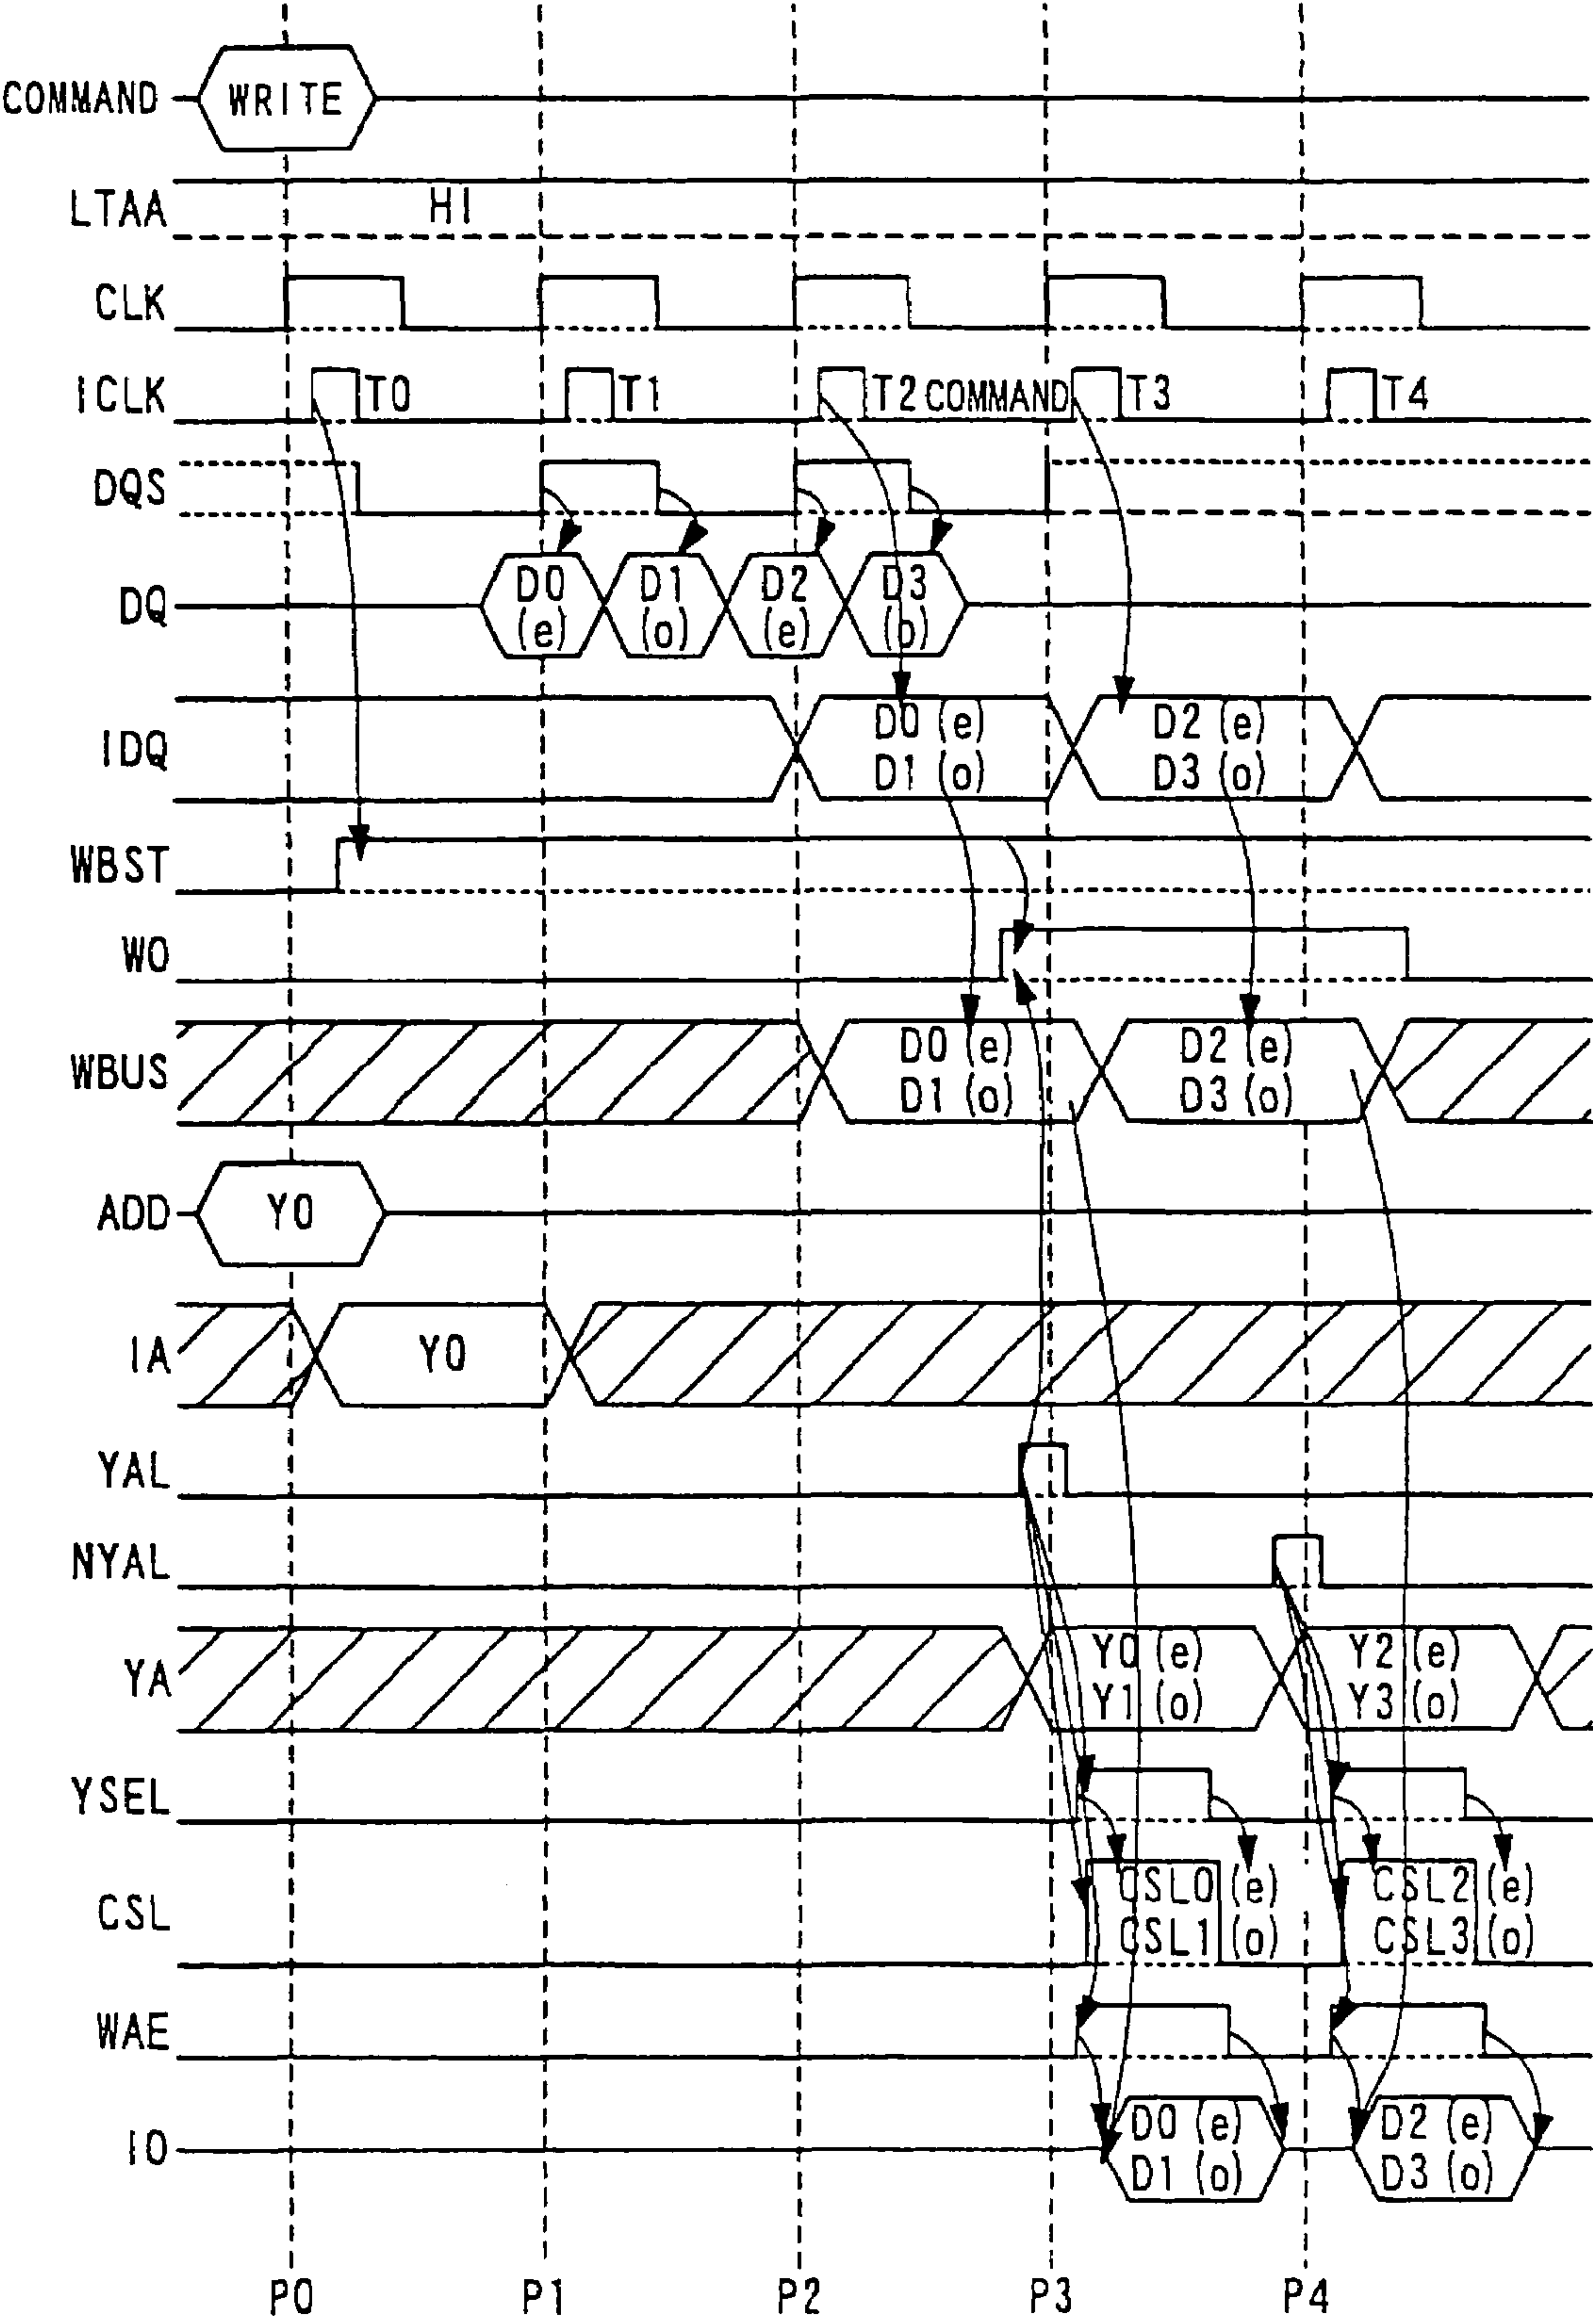 COMMAND WRITE
LTAA HI
CLK
ICLK T0 T1 T2 COMMAND T3 T4
DQS
DQ D0 D1 D2 D3
(e) (o) (e) (o)
IDQ D0 (e) D2 (e)
D1 (o) D3 (o)
WBST
WO
WBUS D0 (e) D2 (e)
D1 (o) D3 (o)
ADD Y0
IA Y0
YAL
NYAL
YA Y0 (e) Y2 (e)
Y1 (o) Y3 (o)
YSEL
CSL CSL0 (e) CSL2 (e)
CSL1 (o) CSL3 (o)
WAE
IO D0 (e) D2 (e)
D1 (o) D3 (o)
P0 P1 P2 P3 P4